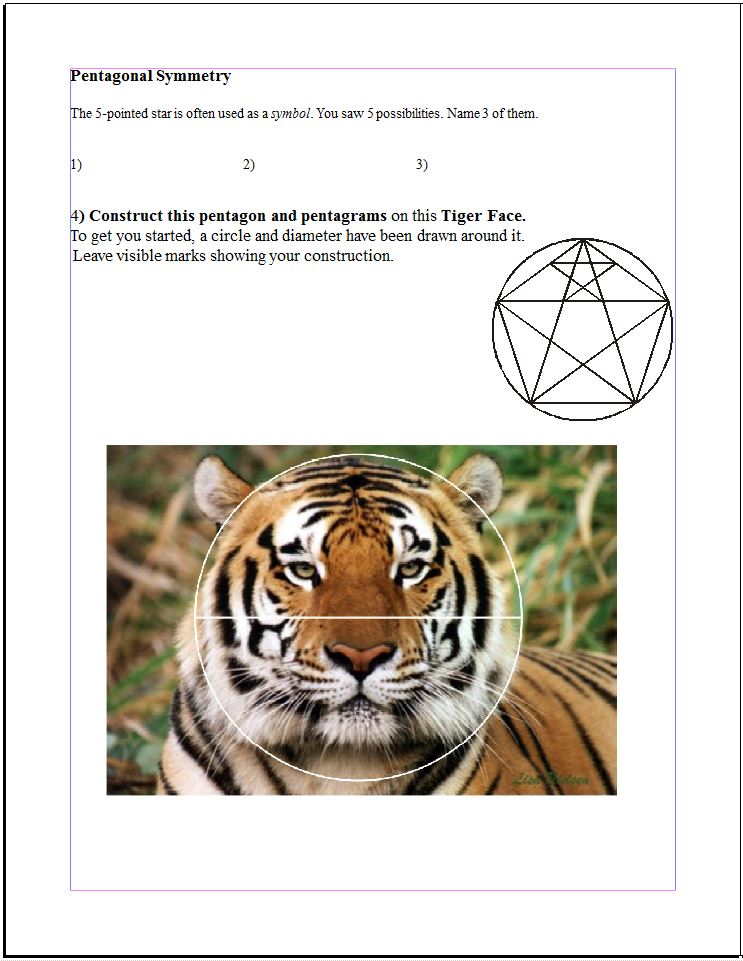 Pentagonal Symmetry
The 5-pointed star is often used as a symbol. You saw 5 possibilities. Name 3 of them.
1) 2) 3)
4) Construct this pentagon and pentagrams on this Tiger Face.
To get you started, a circle and diameter have been drawn around it.
Leave visible marks showing your construction.
Lisa Nielsen